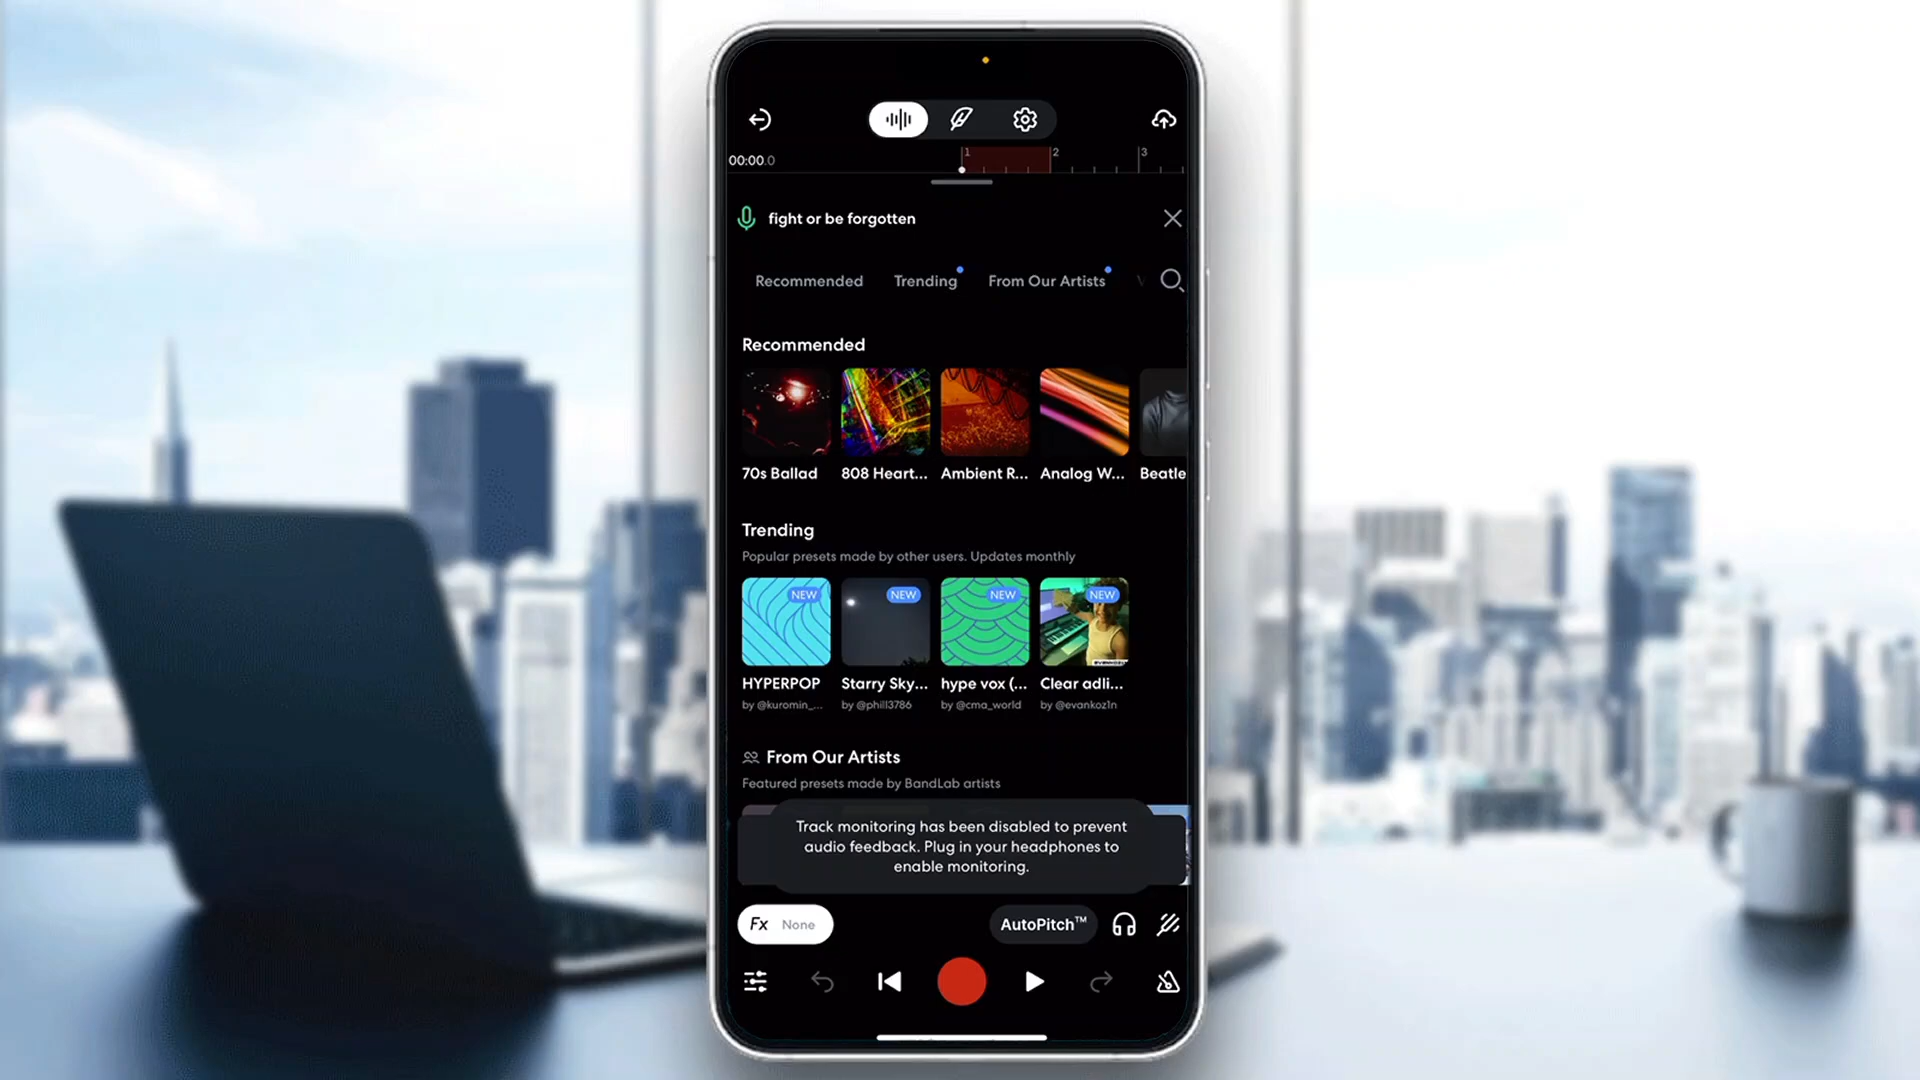 00:00.0
1
2
3
fight or be forgotten
Recommended
Trending
From Our Artists
Recommended
70s Ballad
808 Heart...
Ambient R...
Analog W...
Beatle
Trending
Popular presets made by other users. Updates monthly
NEW
NEW
NEW
NEW
HYPERPOP
Starry Sky...
hype vox (...
Clear adli...
by @kuromin_...
by @phill3786
by @cma_world
by @evankoz1n
From Our Artists
Featured presets made by BandLab artists
Track monitoring has been disabled to prevent
audio feedback. Plug in your headphones to
enable monitoring.
Fx None
AutoPitch™